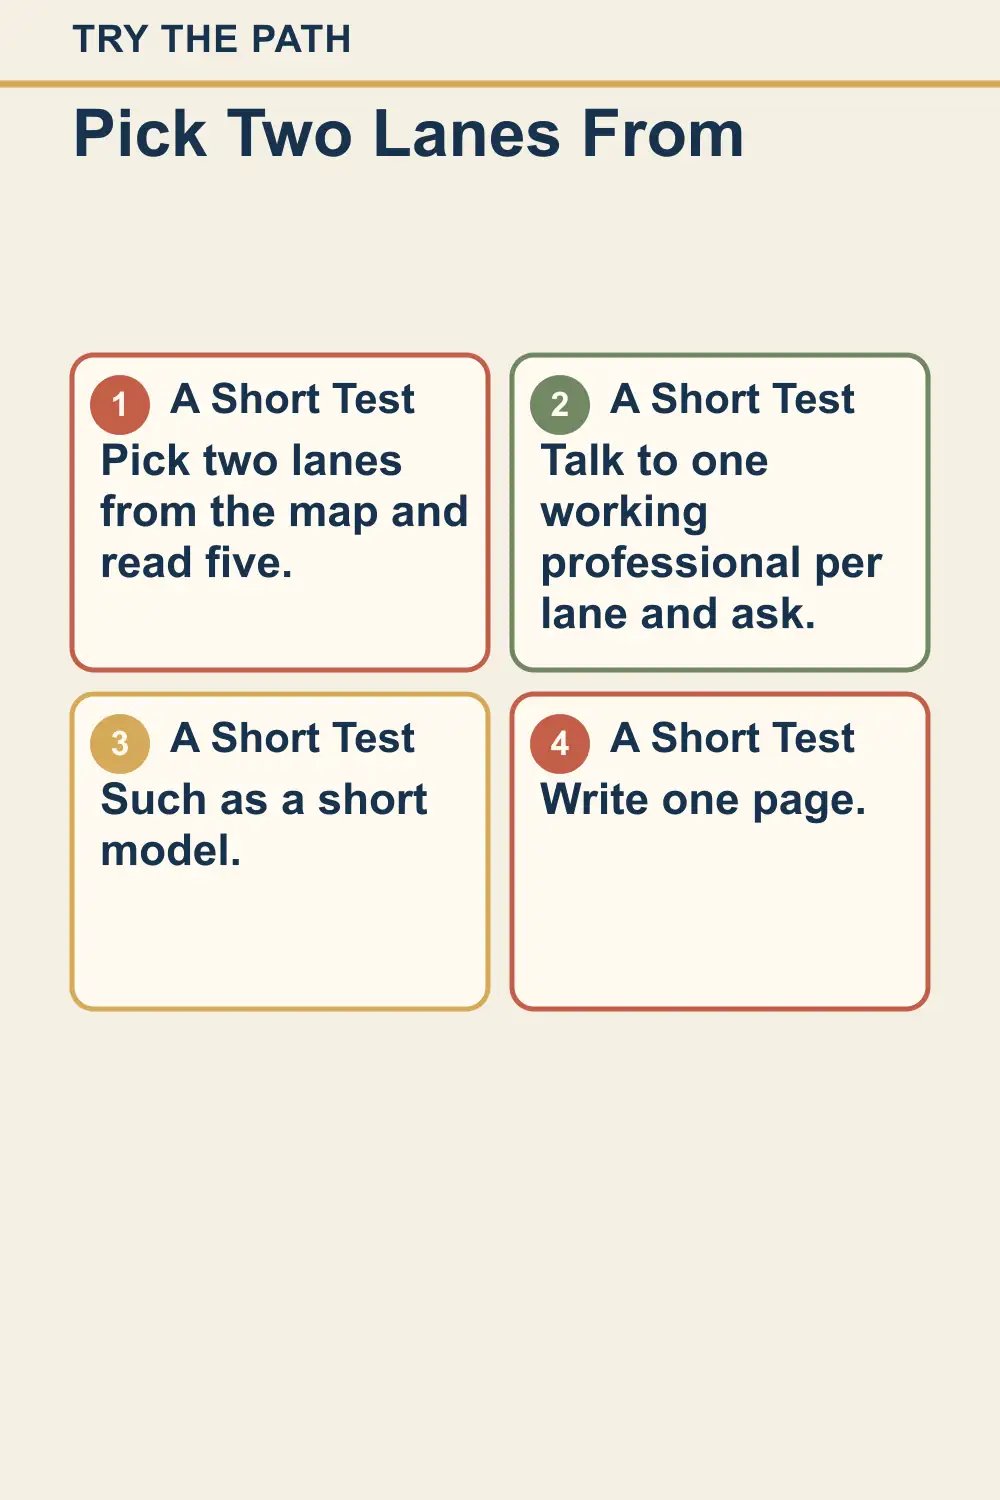 TRY THE PATH
Pick Two Lanes From
1 A Short Test
Pick two lanes
from the map and
read five.
2 A Short Test
Talk to one
working
professional per
lane and ask.
3 A Short Test
Such as a short
model.
4 A Short Test
Write one page.